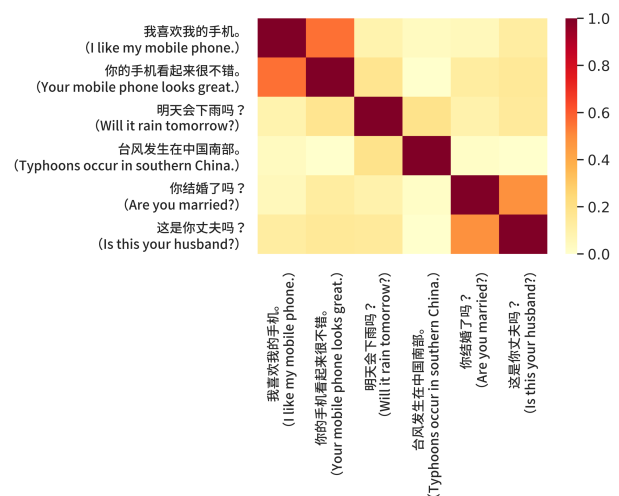 我喜欢我的手机。
（I like my mobile phone.）
你的手机看起来很不错。
（Your mobile phone looks great.）
明天会下雨吗？
（Will it rain tomorrow?）
台风发生在中国南部。
（Typhoons occur in southern China.）
你结婚了吗？
（Are you married?）
这是你丈夫吗？
（Is this your husband?）
1.0
0.8
0.6
0.4
0.2
0.0
我喜欢我的手机。
（I like my mobile phone.）
你的手机看起来很不错。
（Your mobile phone looks great.）
明天会下雨吗？
（Will it rain tomorrow?）
台风发生在中国南部。
（Typhoons occur in southern China.）
你结婚了吗？
（Are you married?）
这是你丈夫吗？
（Is this your husband?）